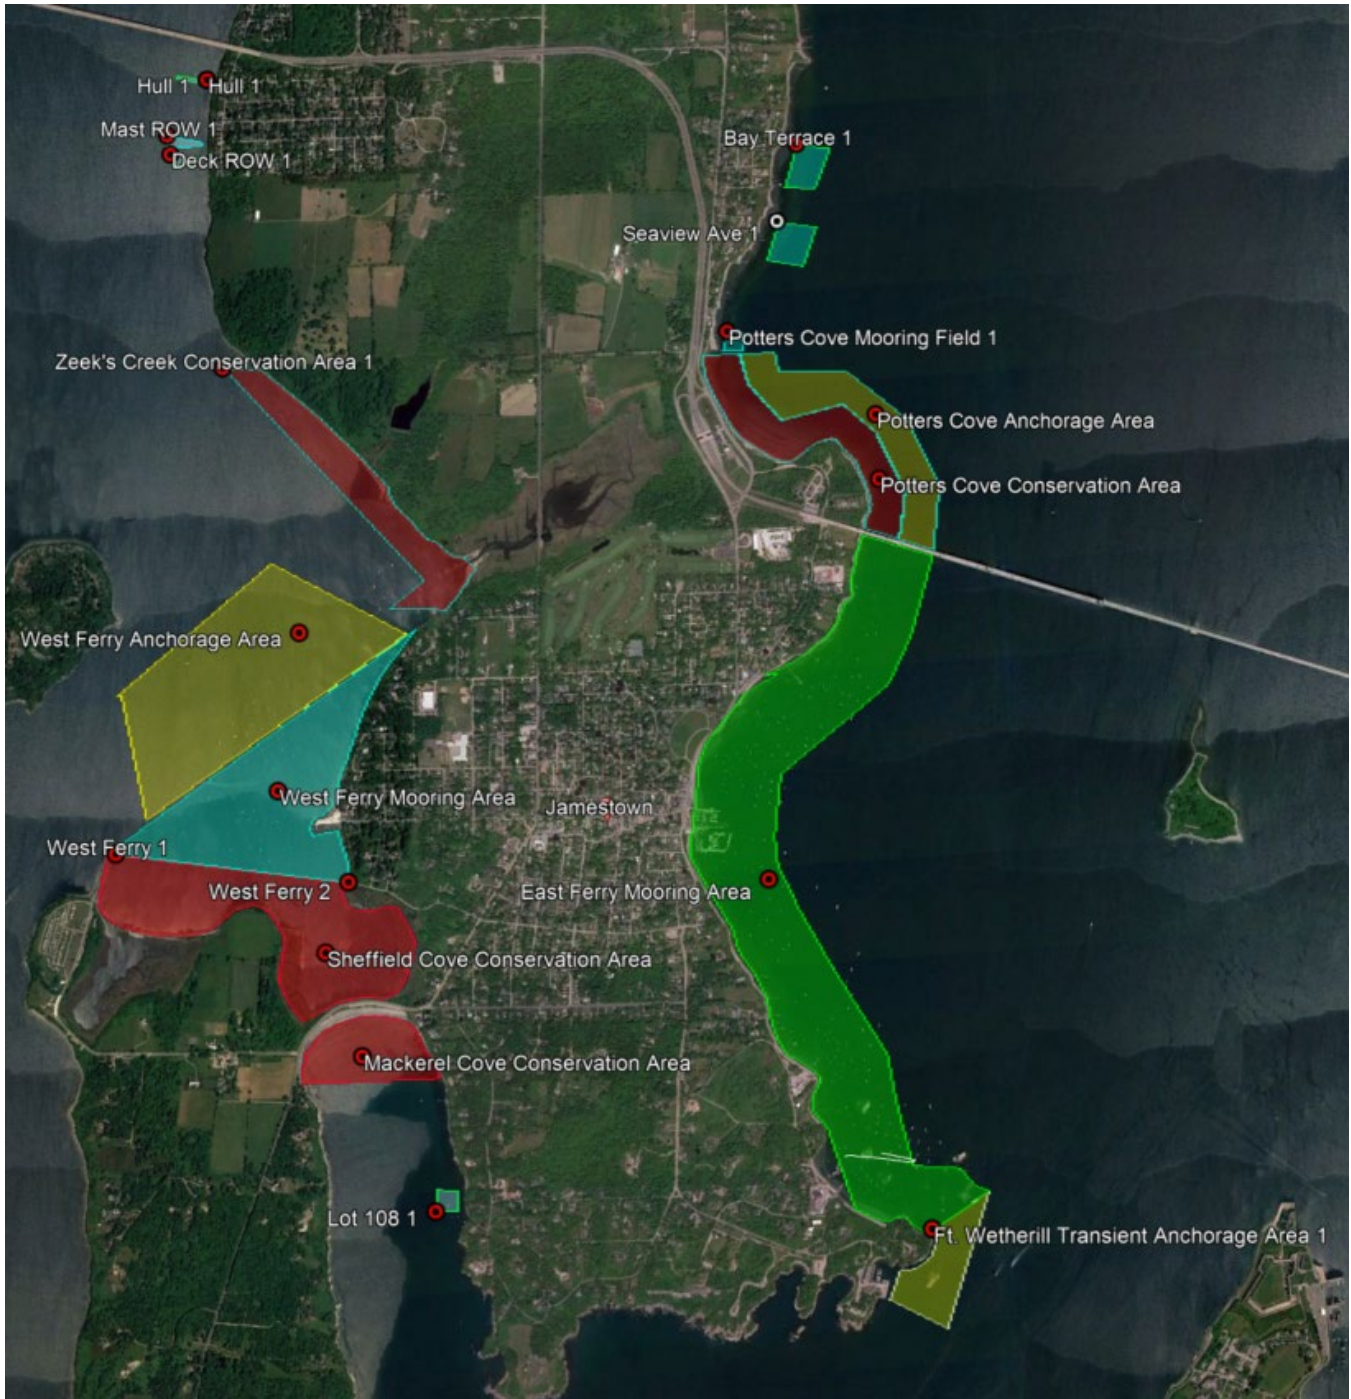 Hull 1
Hull 1
Mast ROW 1
Deck ROW 1
Bay Terrace 1
Seaview Ave 1
Potters Cove Mooring Field 1
Zeek's Creek Conservation Area 1
Potters Cove Anchorage Area
Potters Cove Conservation Area
West Ferry Anchorage Area
West Ferry Mooring Area
Jamestown
West Ferry 1
West Ferry 2
East Ferry Mooring Area
Sheffield Cove Conservation Area
Mackerel Cove Conservation Area
Lot 108 1
Ft. Wetherill Transient Anchorage Area 1